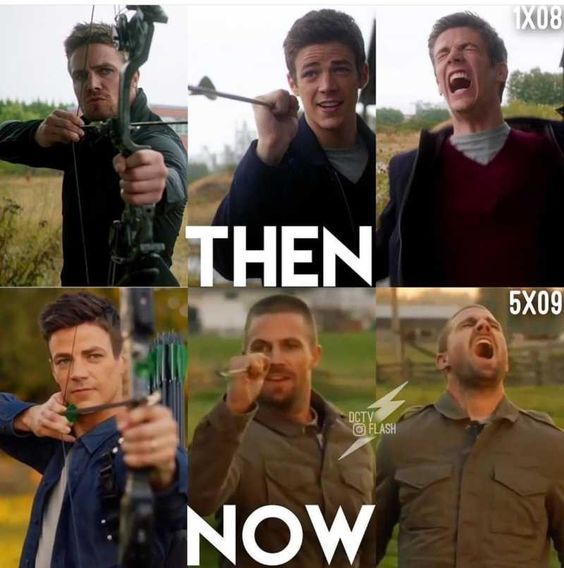 1X08
THEN
5X09
DCTV
FLASH
NOW